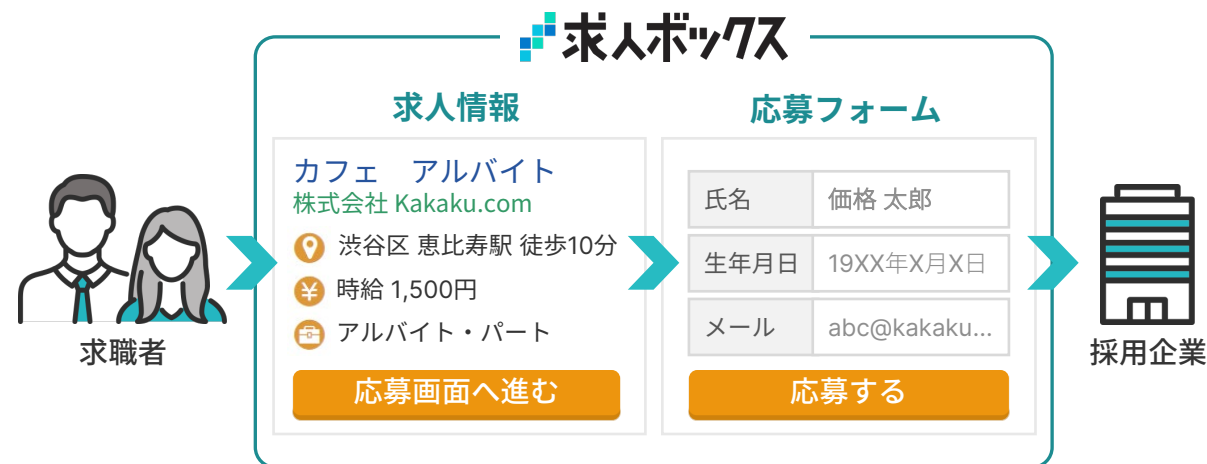 求人ボックス
求人情報
カフェ　アルバイト
株式会社 Kakaku.com
渋谷区 恵比寿駅 徒歩10分
¥ 時給 1,500円
アルバイト・パート
応募画面へ進む
応募フォーム
氏名 価格 太郎
生年月日 19XX年X月X日
メール abc@kakaku...
応募する
求職者
採用企業